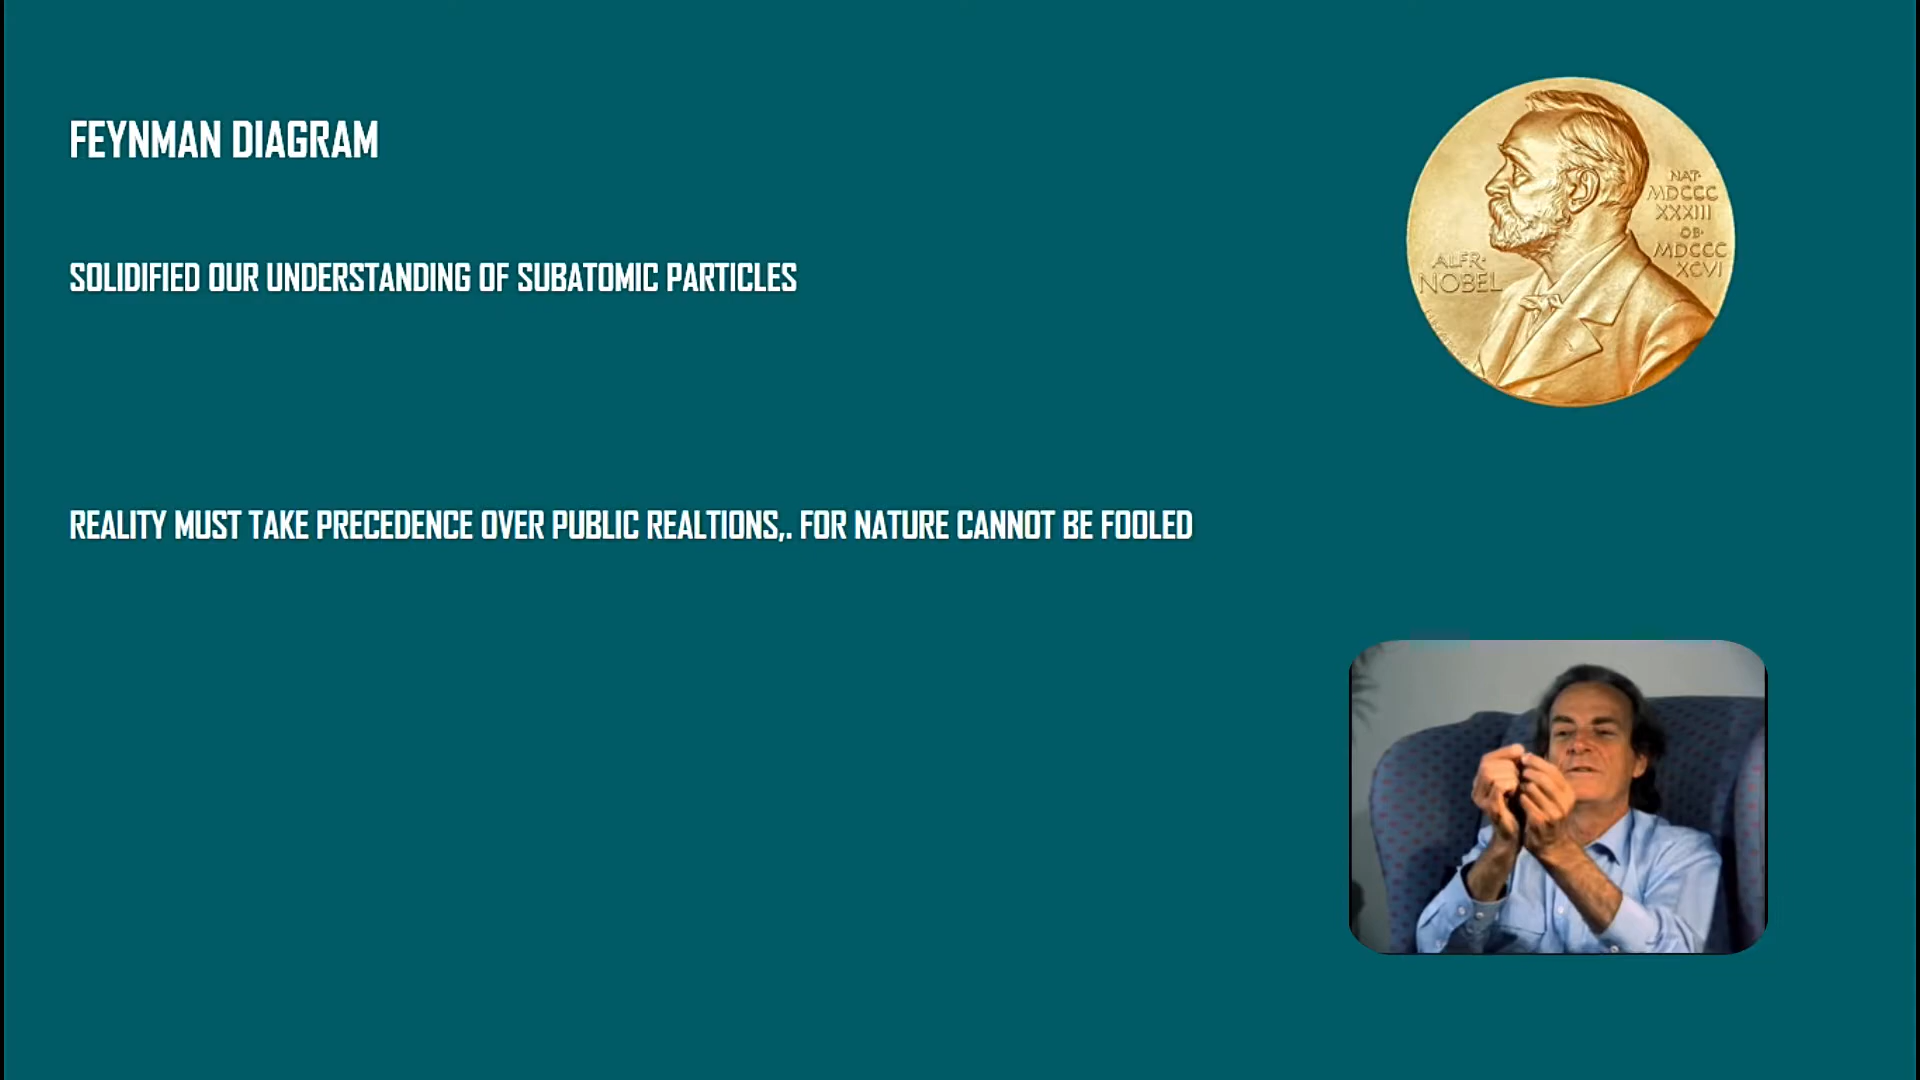 FEYNMAN DIAGRAM
SOLIDIFIED OUR UNDERSTANDING OF SUBATOMIC PARTICLES
REALITY MUST TAKE PRECEDENCE OVER PUBLIC REALTIONS,. FOR NATURE CANNOT BE FOOLED
NAT·
MDCCC
XXXIII
OB·
MDCCC
XCVI
ALFR·
NOBEL